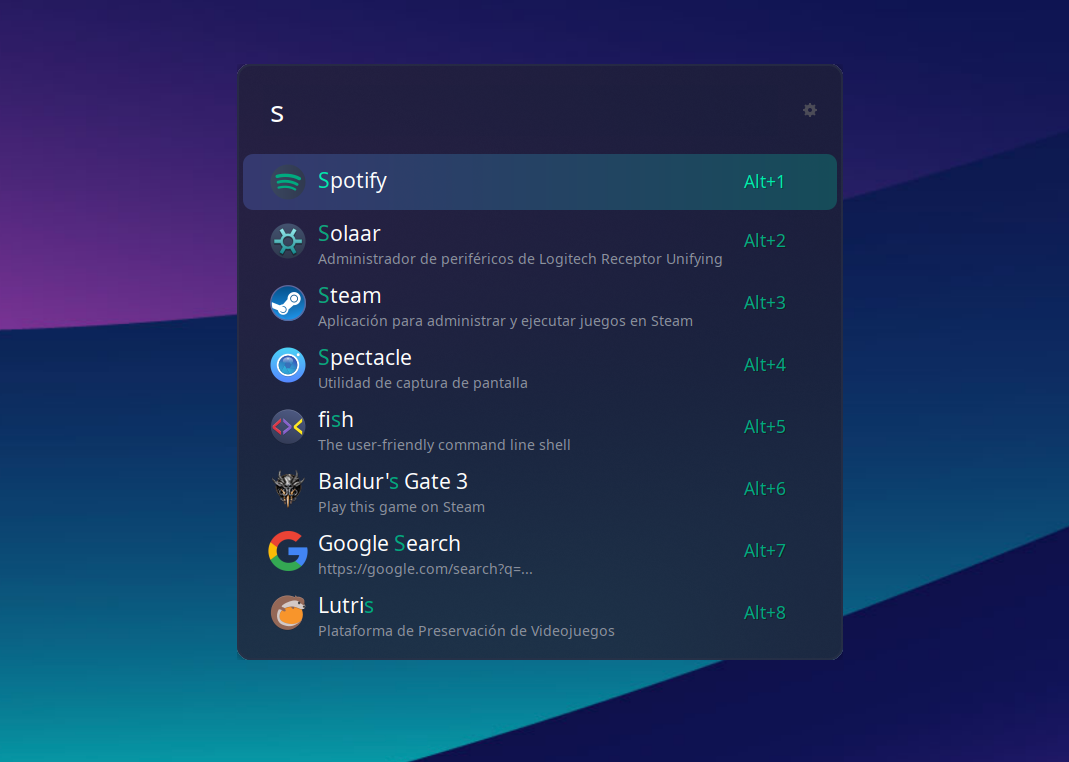 s
Spotify
Alt+1
Solaar
Administrador de periféricos de Logitech Receptor Unifying
Alt+2
Steam
Aplicación para administrar y ejecutar juegos en Steam
Alt+3
Spectacle
Utilidad de captura de pantalla
Alt+4
fish
The user-friendly command line shell
Alt+5
Baldur's Gate 3
Play this game on Steam
Alt+6
Google Search
https://google.com/search?q=...
Alt+7
Lutris
Plataforma de Preservación de Videojuegos
Alt+8